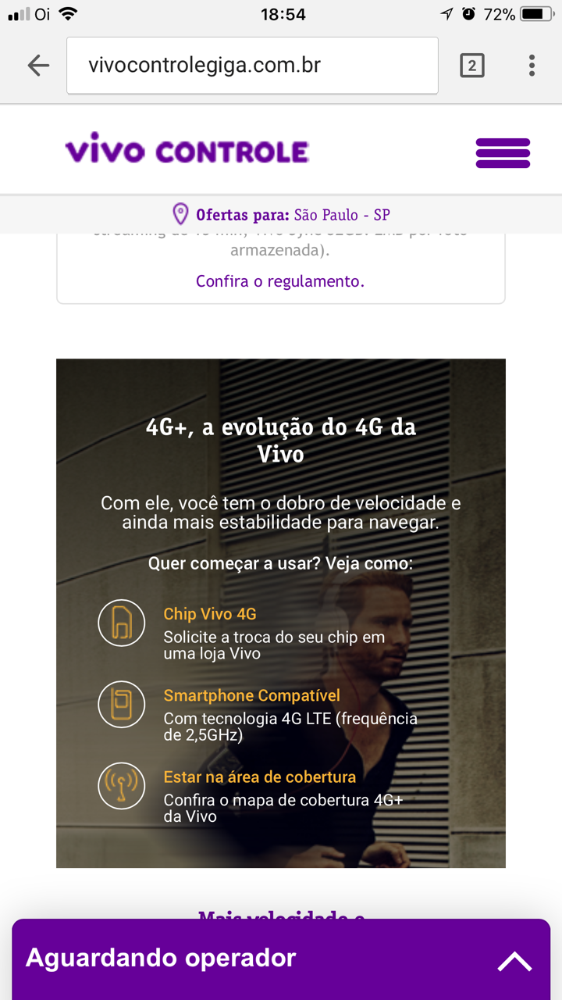 Oi 18:54 72%
vivocontrolegiga.com.br
2
vivo CONTROLE
Ofertas para: São Paulo - SP
armazenada).
Confira o regulamento.
4G+, a evolução do 4G da
Vivo
Com ele, você tem o dobro de velocidade e
ainda mais estabilidade para navegar.
Quer começar a usar? Veja como:
Chip Vivo 4G
Solicite a troca do seu chip em
uma loja Vivo
Smartphone Compatível
Com tecnologia 4G LTE (frequência
de 2,5GHz)
Estar na área de cobertura
Confira o mapa de cobertura 4G+
da Vivo
Mais velocidade e
Aguardando operador